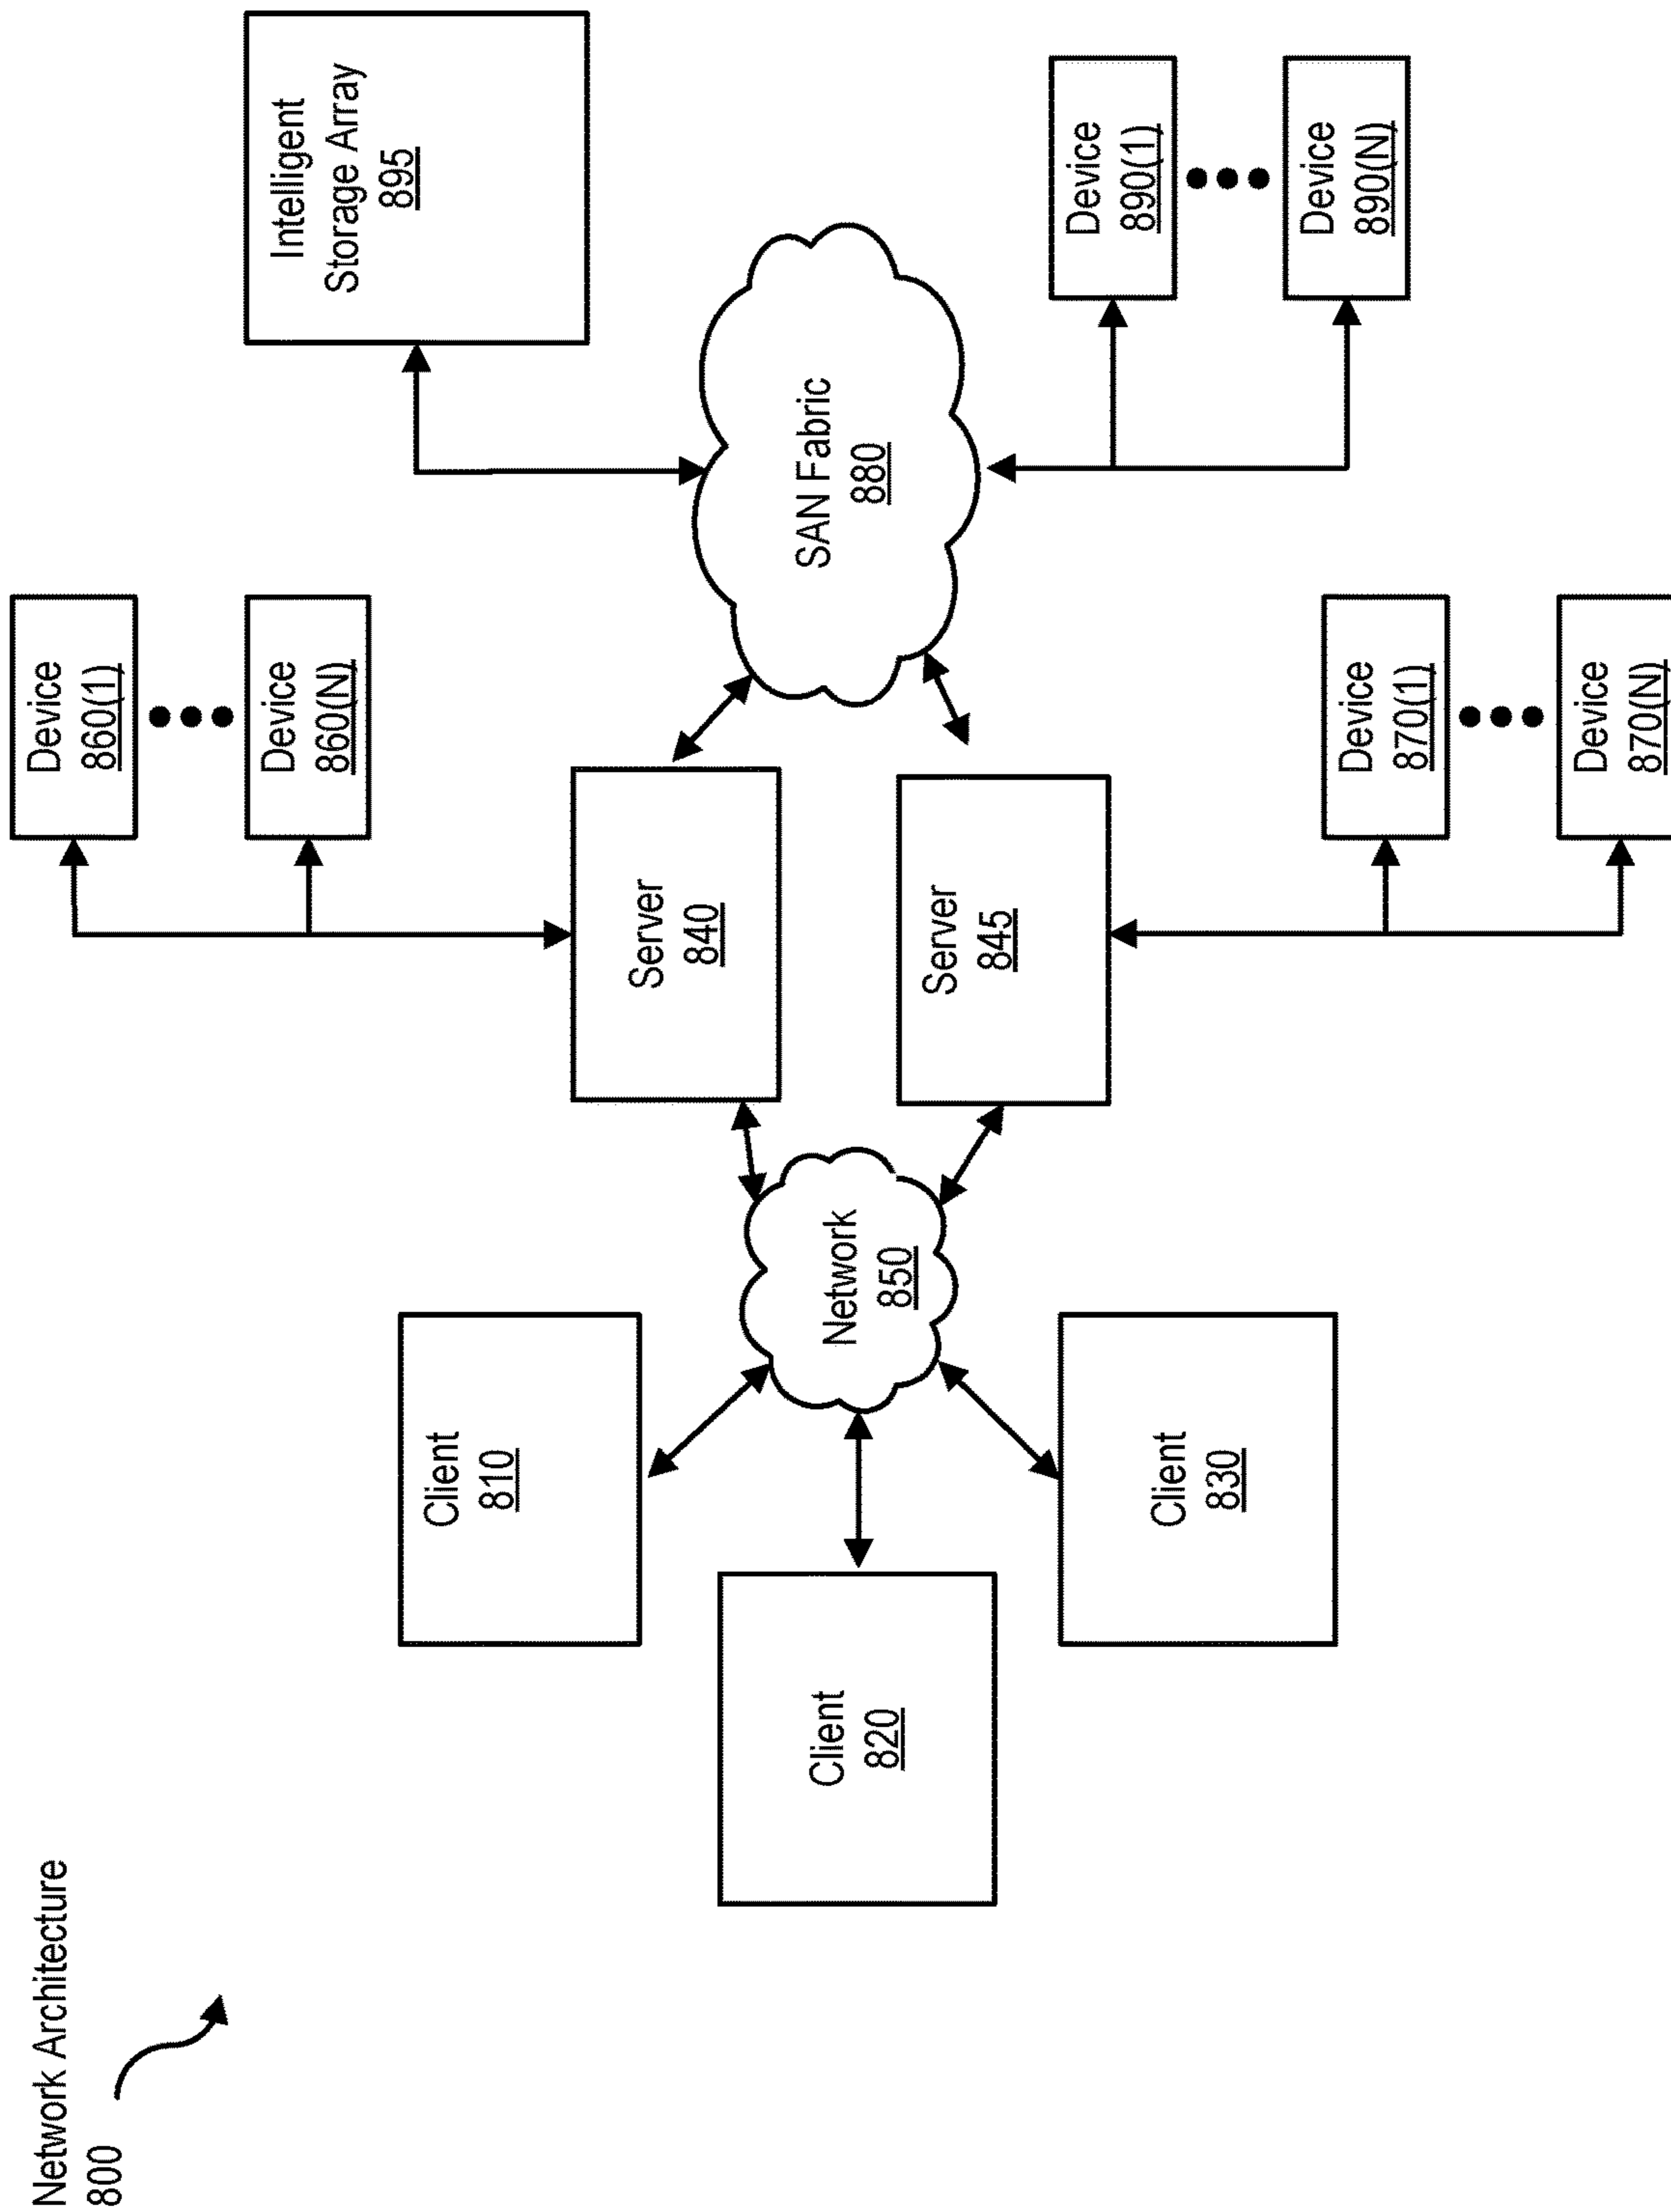 Network Architecture
800
Device
860(1)
Device
860(N)
Intelligent
Storage Array
895
Client
810
Server
840
Client
820
Network
850
SAN Fabric
880
Server
845
Client
830
Device
890(1)
Device
890(N)
Device
870(1)
Device
870(N)